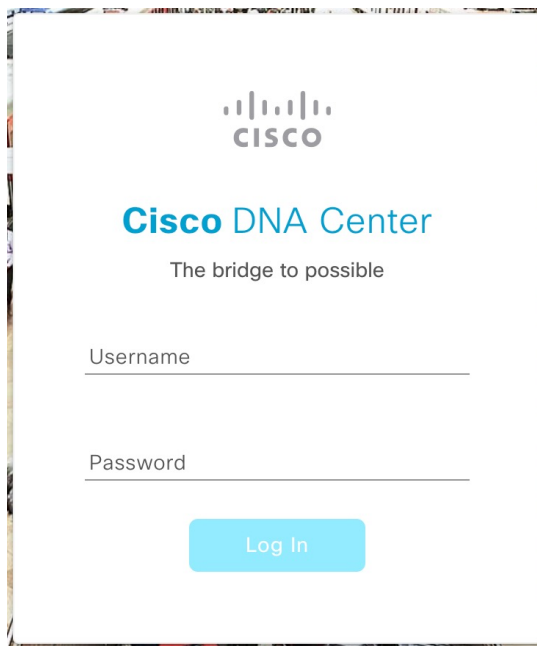 CISCO
Cisco DNA Center
The bridge to possible
Username
Password
Log In